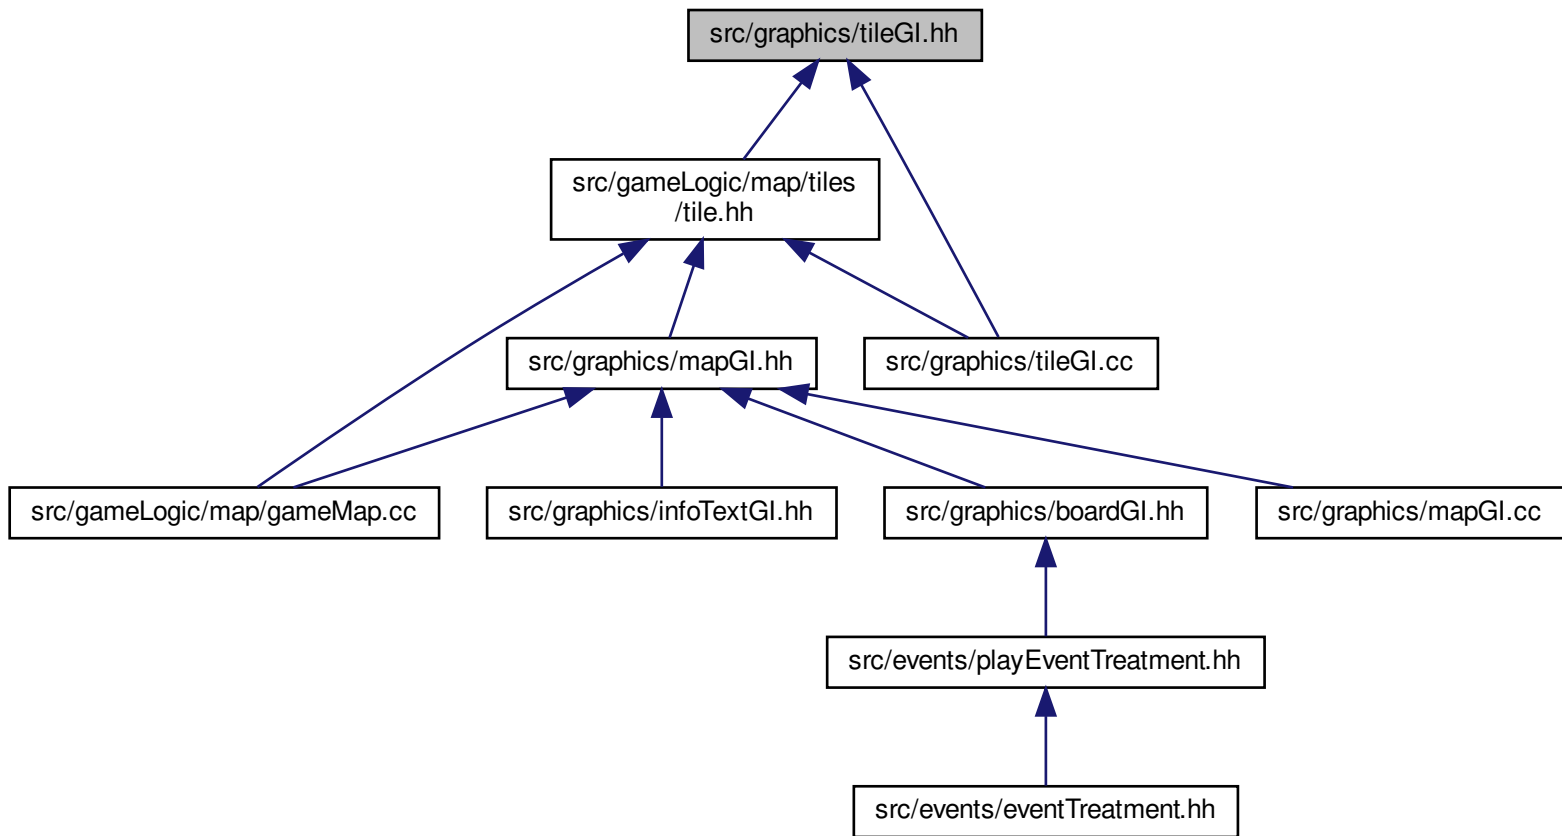 src/graphics/tileGI.hh
src/gameLogic/map/tiles
/tile.hh
src/graphics/mapGI.hh
src/graphics/tileGI.cc
src/gameLogic/map/gameMap.cc
src/graphics/infoTextGI.hh
src/graphics/boardGI.hh
src/graphics/mapGI.cc
src/events/playEventTreatment.hh
src/events/eventTreatment.hh